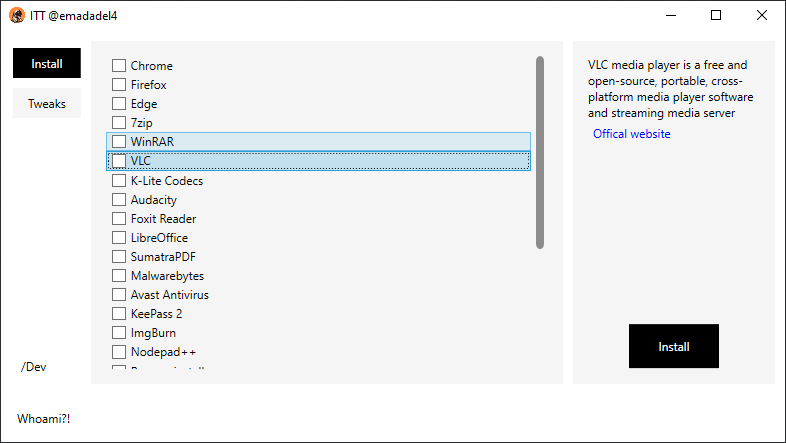 ITT @emadadel4
Install
Tweaks
Chrome
Firefox
Edge
7zip
WinRAR
VLC
K-Lite Codecs
Audacity
Foxit Reader
LibreOffice
SumatraPDF
Malwarebytes
Avast Antivirus
KeePass 2
ImgBurn
Nodepad++
VLC media player is a free and
open-source, portable, cross-
platform media player software
and streaming media server
Offical website
Install
/Dev
Whoami?!